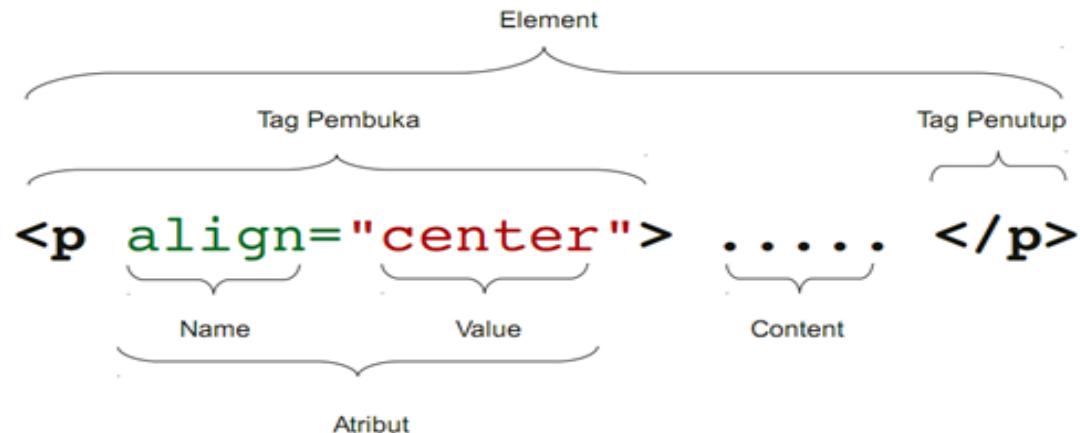 Element
Tag Pembuka Tag Penutup
<p align="center"> ..... </p>
Name Value Content
Atribut